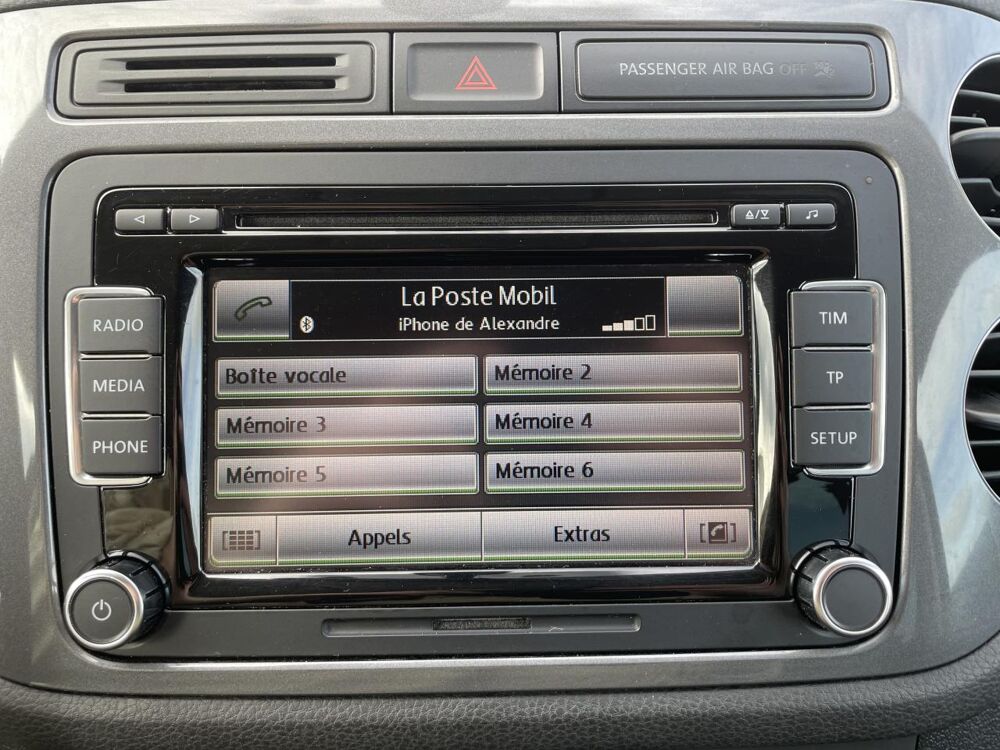 PASSENGER AIR BAG OFF
La Poste Mobil
iPhone de Alexandre
RADIO
MEDIA
PHONE
TIM
TP
SETUP
Boîte vocale
Mémoire 2
Mémoire 3
Mémoire 4
Mémoire 5
Mémoire 6
Appels
Extras